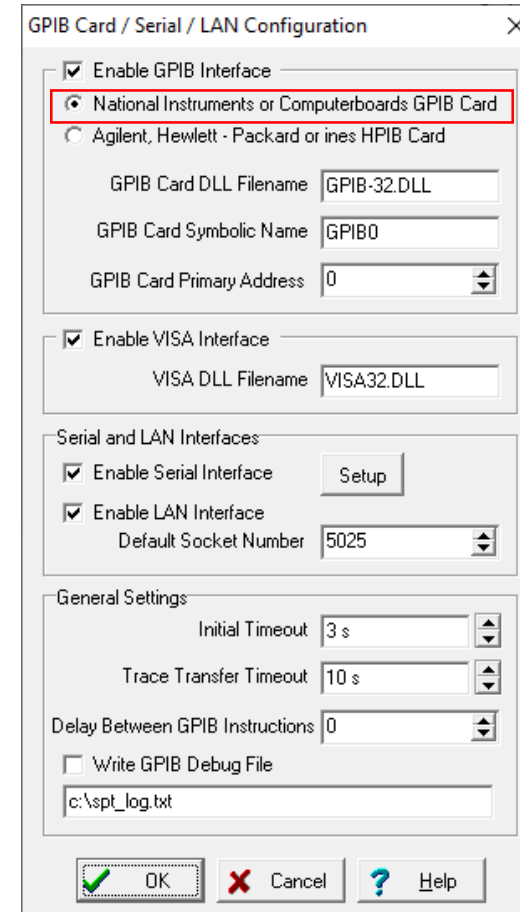 GPIB Card / Serial / LAN Configuration
Enable GPIB Interface
National Instruments or Computerboards GPIB Card
Agilent, Hewlett - Packard or ines HPIB Card
GPIB Card DLL Filename GPIB-32.DLL
GPIB Card Symbolic Name GPIB0
GPIB Card Primary Address 0
Enable VISA Interface
VISA DLL Filename VISA32.DLL
Serial and LAN Interfaces
Enable Serial Interface Setup
Enable LAN Interface
Default Socket Number 5025
General Settings
Initial Timeout 3 s
Trace Transfer Timeout 10 s
Delay Between GPIB Instructions 0
Write GPIB Debug File
c:\spt_log.txt
OK Cancel Help